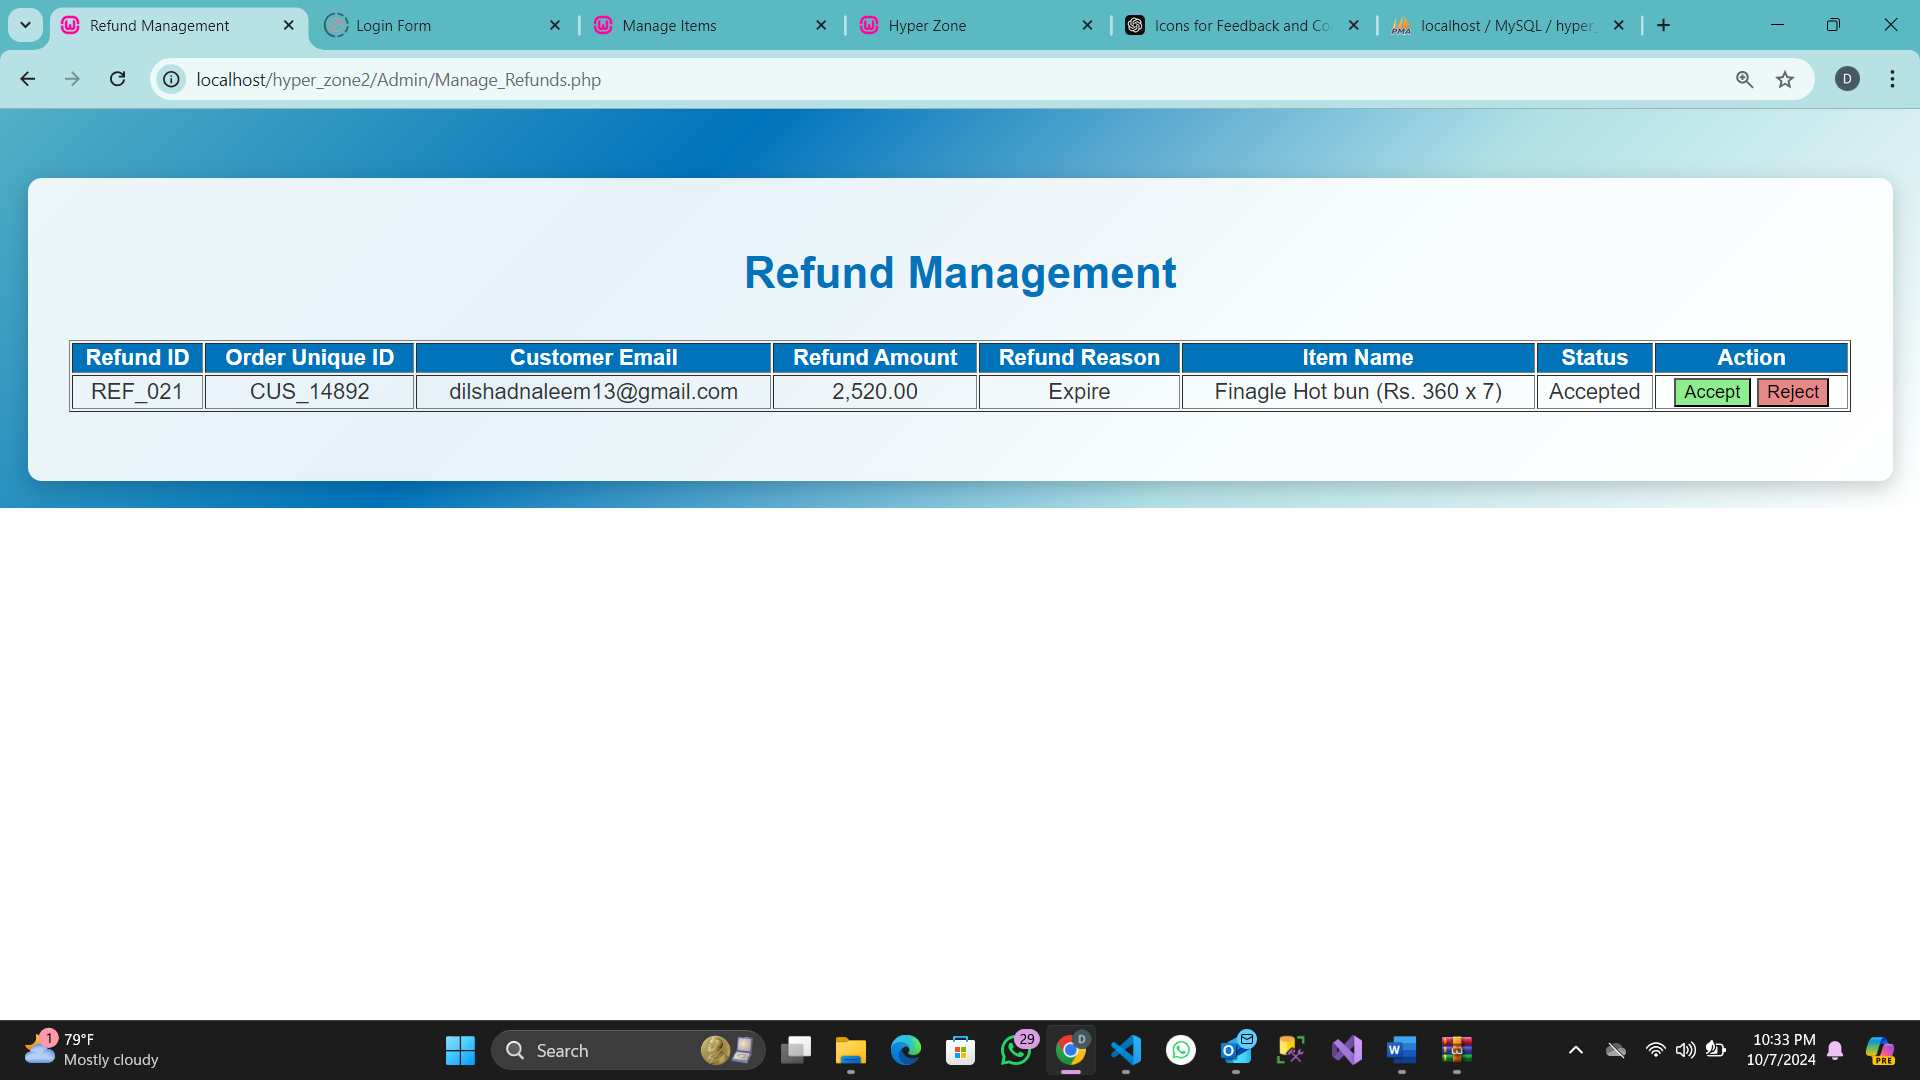 Refund Management
Login Form
Manage Items
Hyper Zone
Icons for Feedback and Co
localhost / MySQL / hyper_
localhost/hyper_zone2/Admin/Manage_Refunds.php
D
Refund Management
Refund ID Order Unique ID Customer Email Refund Amount Refund Reason Item Name Status Action
REF_021 CUS_14892 dilshadnaleem13@gmail.com 2,520.00 Expire Finagle Hot bun (Rs. 360 x 7) Accepted Accept Reject
1 79°F
Mostly cloudy
Search
29
D
PRE
10:33 PM
10/7/2024